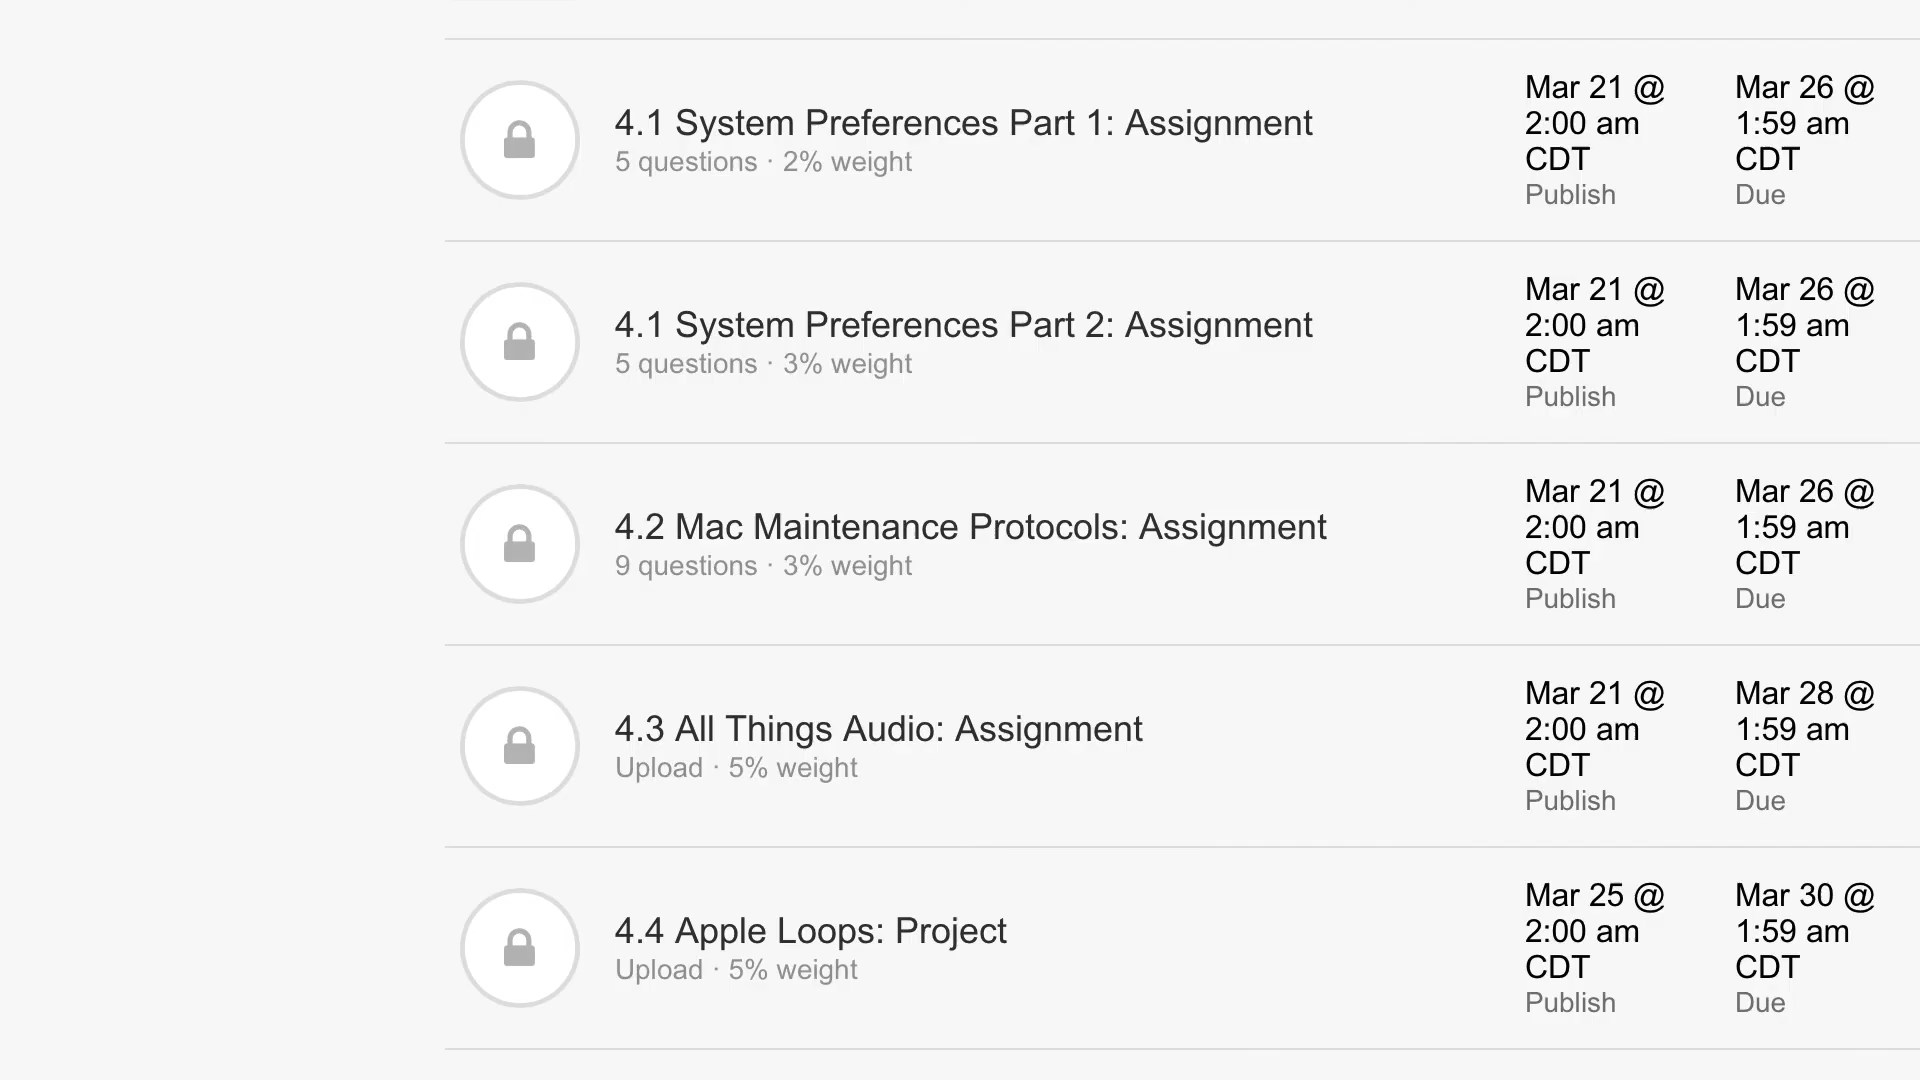 4.1 System Preferences Part 1: Assignment
5 questions · 2% weight
Mar 21 @
2:00 am
CDT
Publish
Mar 26 @
1:59 am
CDT
Due
4.1 System Preferences Part 2: Assignment
5 questions · 3% weight
Mar 21 @
2:00 am
CDT
Publish
Mar 26 @
1:59 am
CDT
Due
4.2 Mac Maintenance Protocols: Assignment
9 questions · 3% weight
Mar 21 @
2:00 am
CDT
Publish
Mar 26 @
1:59 am
CDT
Due
4.3 All Things Audio: Assignment
Upload · 5% weight
Mar 21 @
2:00 am
CDT
Publish
Mar 28 @
1:59 am
CDT
Due
4.4 Apple Loops: Project
Upload · 5% weight
Mar 25 @
2:00 am
CDT
Publish
Mar 30 @
1:59 am
CDT
Due